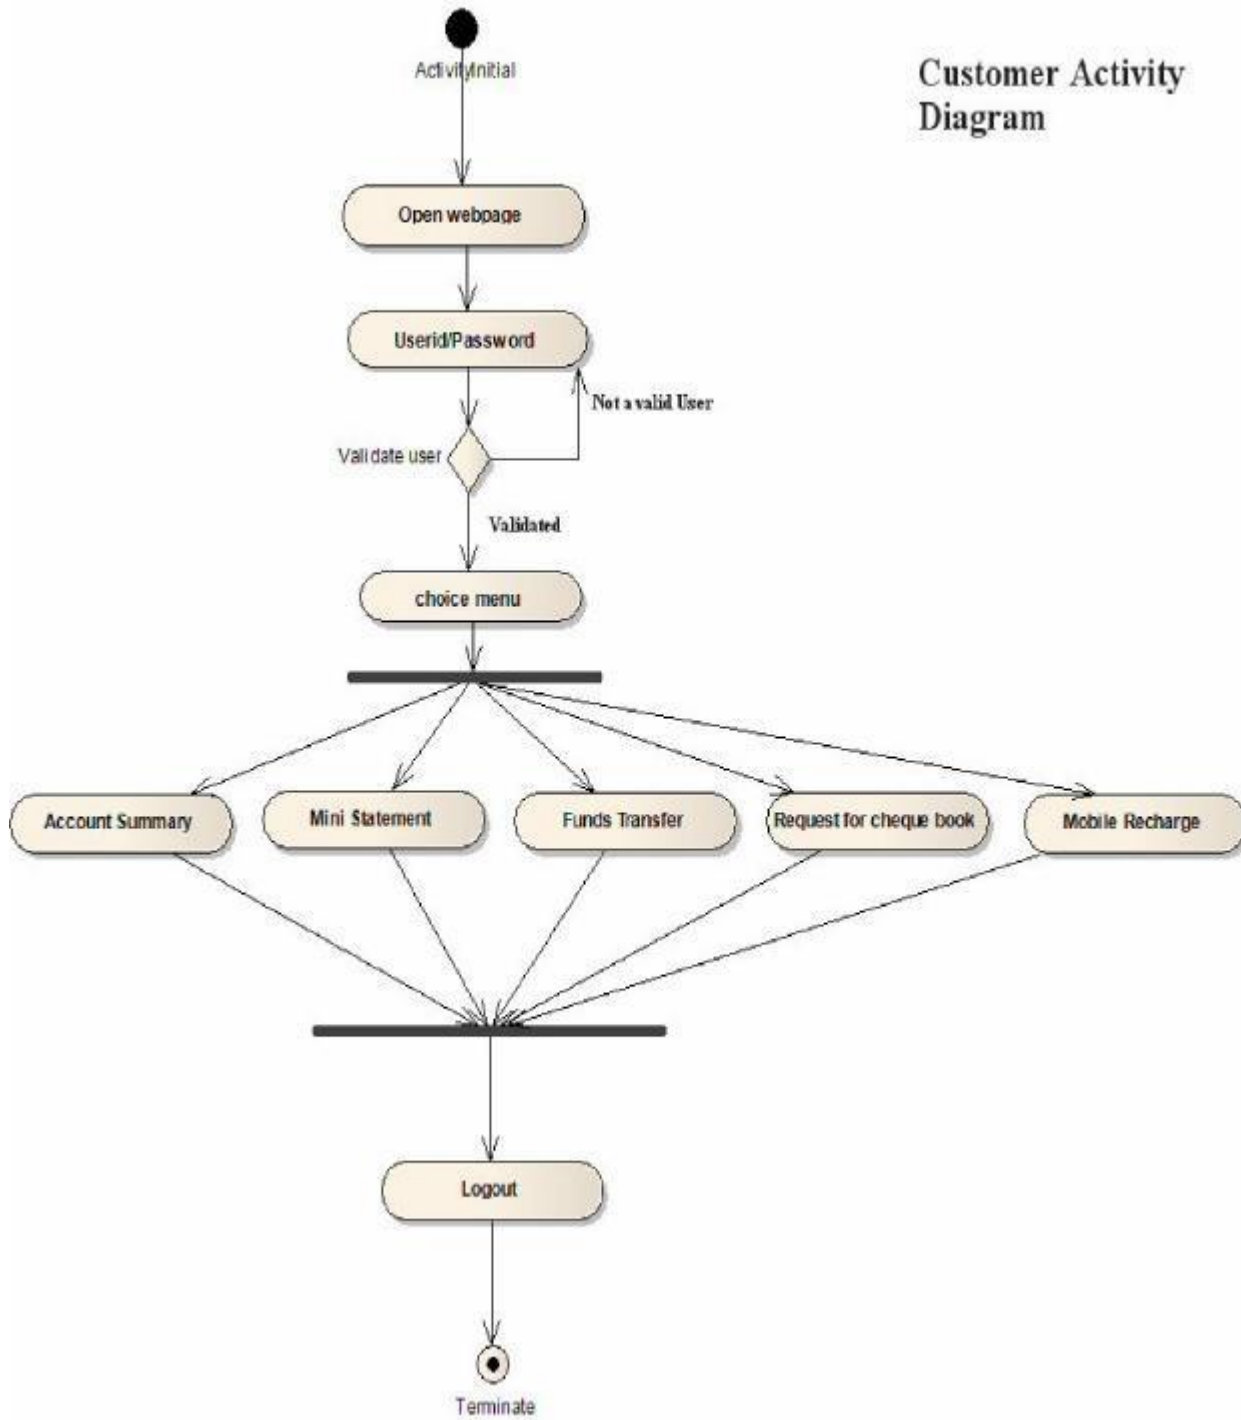 ActivityInitial
Customer Activity
Diagram
Open webpage
Userid/Password
Not a valid User
Validate user
Validated
choice menu
Account Summary
Mini Statement
Funds Transfer
Request for cheque book
Mobile Recharge
Logout
Terminate